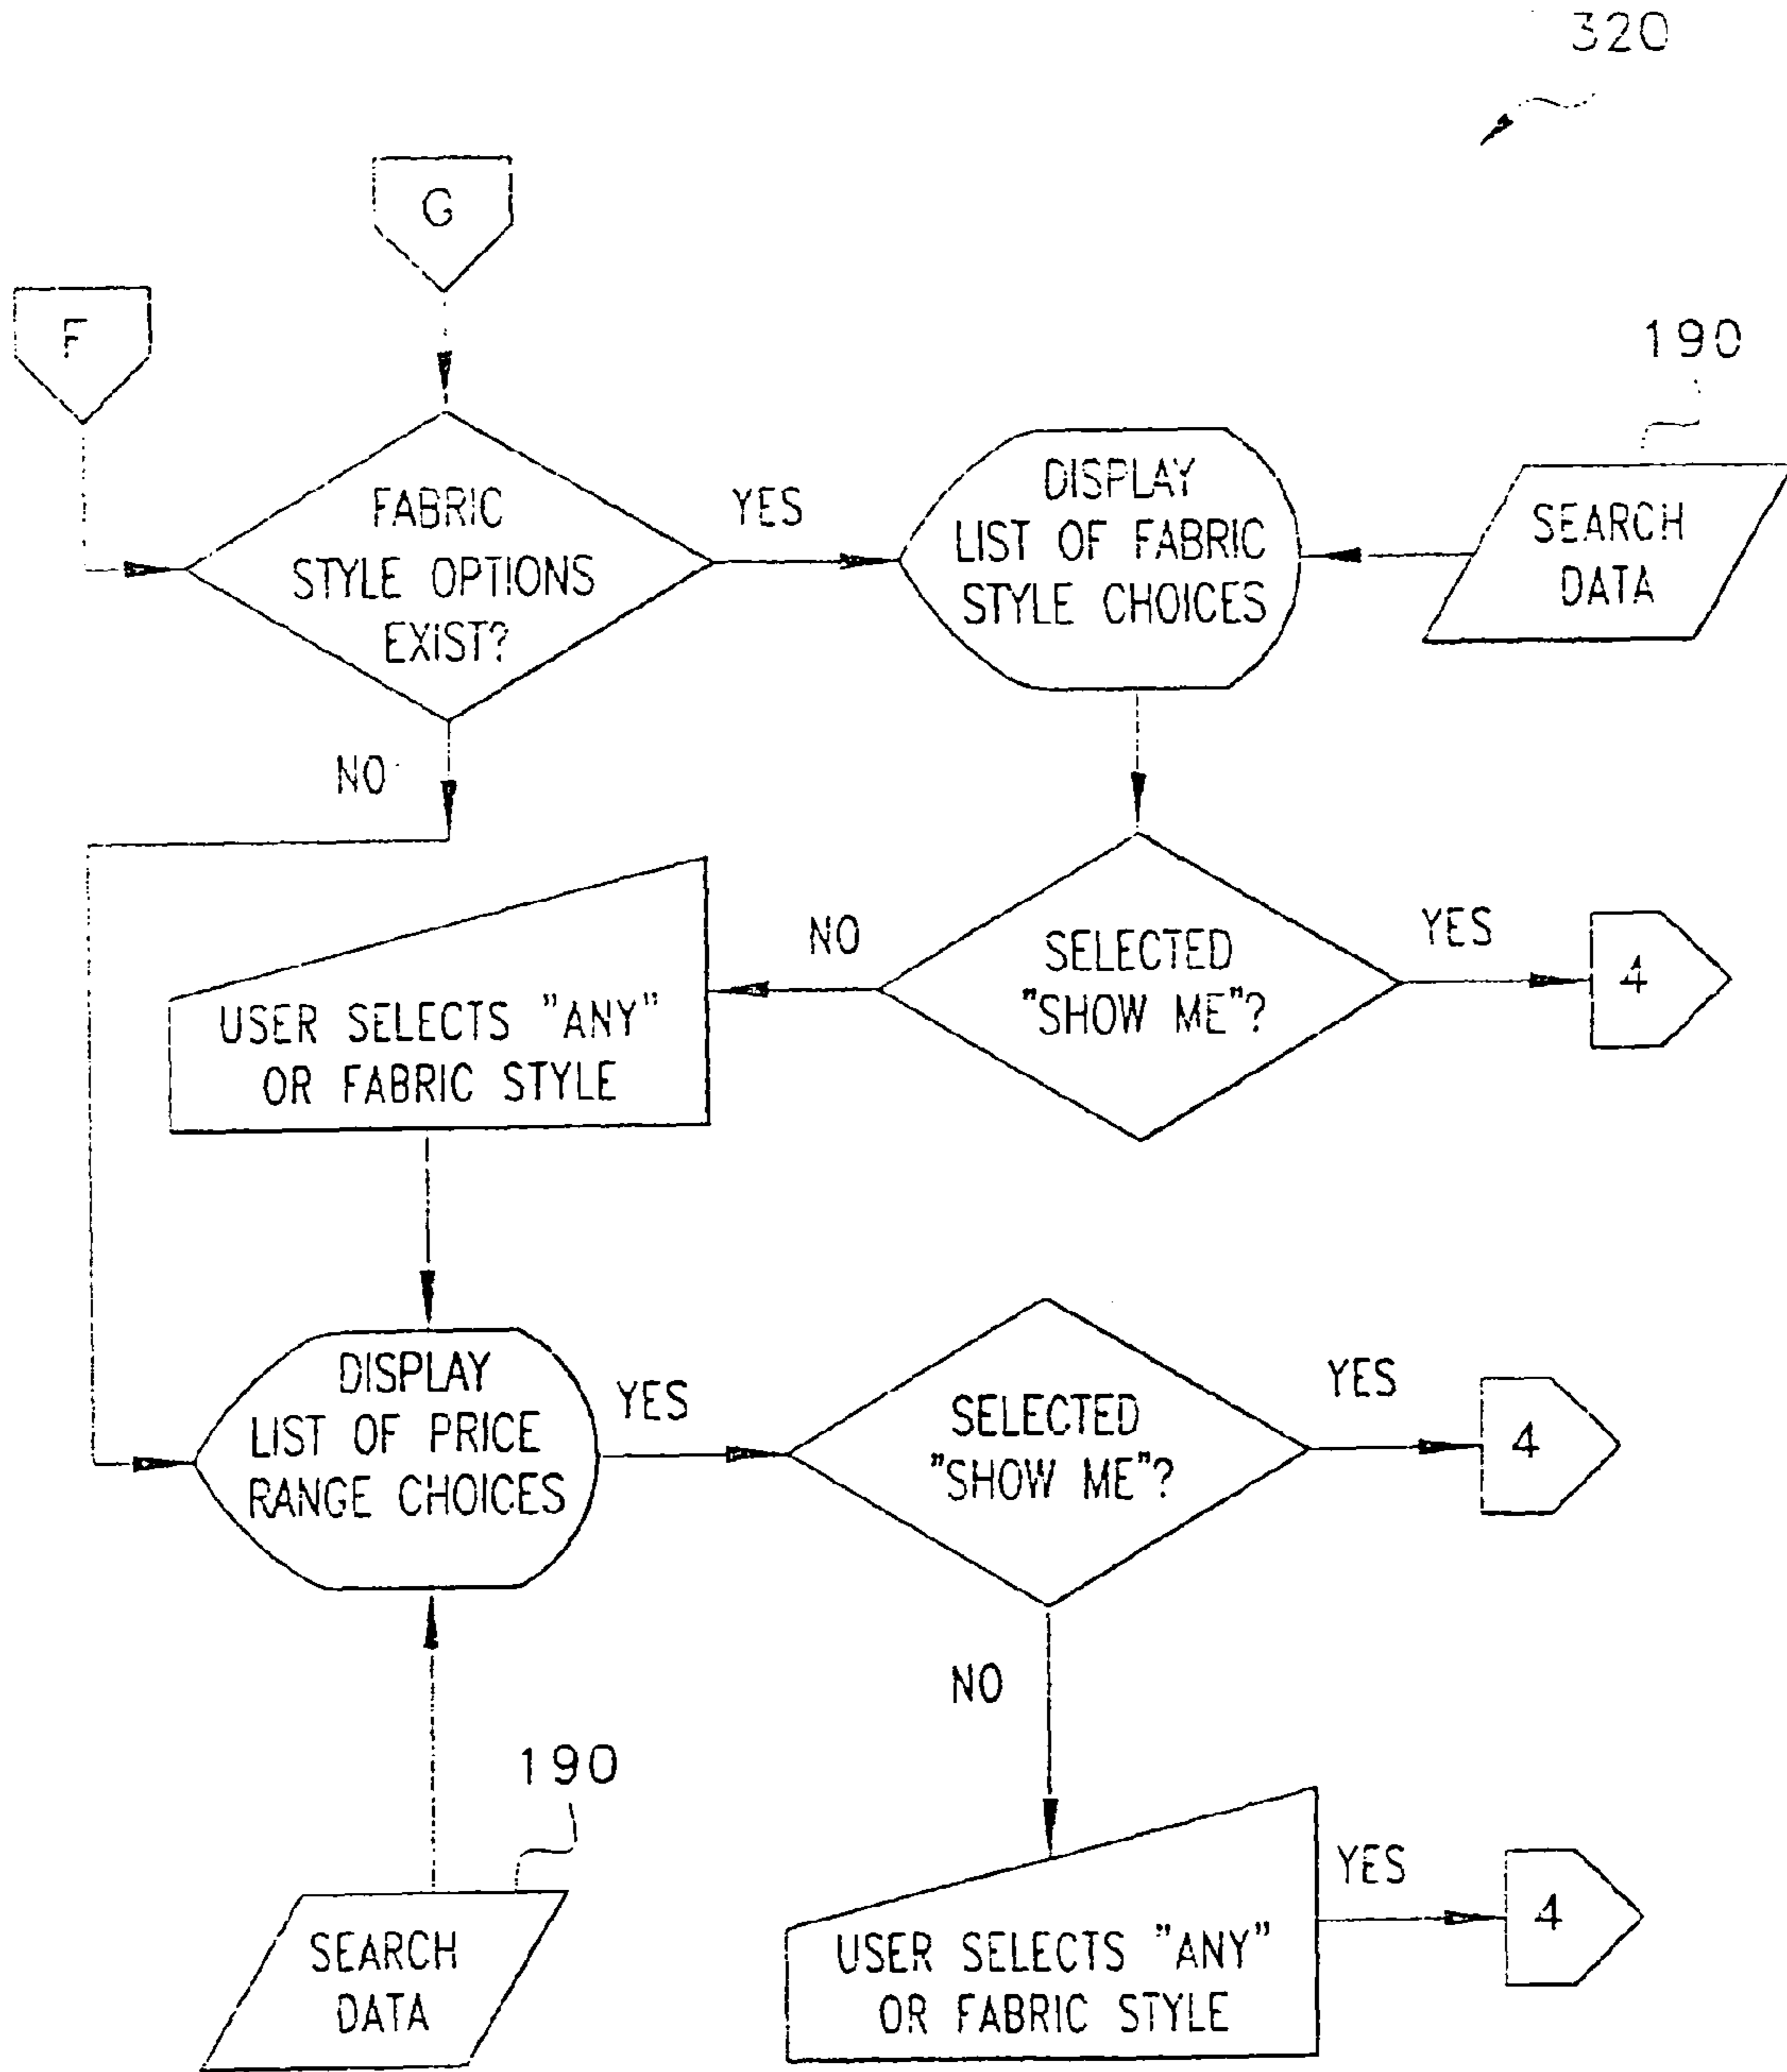 320
G
F
190
FABRIC
STYLE OPTIONS
EXIST?
YES
DISPLAY
LIST OF FABRIC
STYLE CHOICES
SEARCH
DATA
NO
NO
SELECTED
"SHOW ME"?
YES
4
USER SELECTS "ANY"
OR FABRIC STYLE
DISPLAY
LIST OF PRICE
RANGE CHOICES
YES
SELECTED
"SHOW ME"?
YES
4
NO
190
SEARCH
DATA
USER SELECTS "ANY"
OR FABRIC STYLE
YES
4